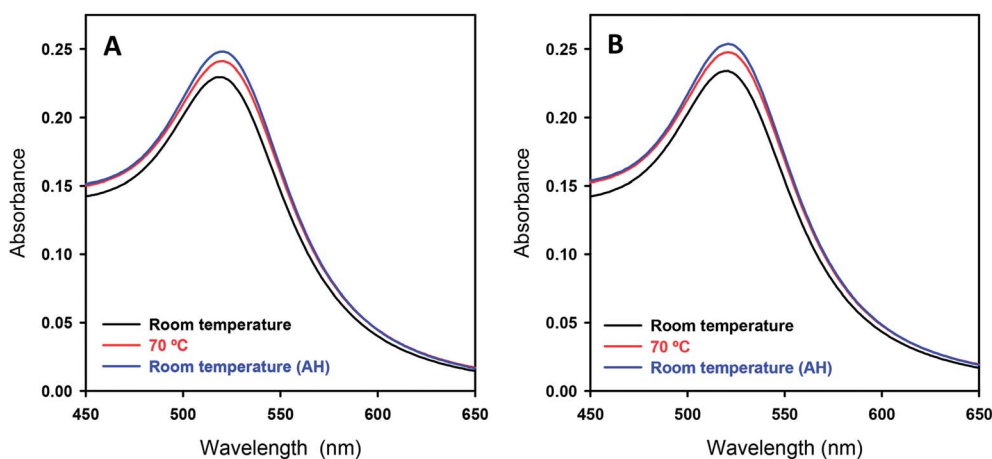 A
0.25
0.20
0.15
0.10
0.05
0.00
Absorbance
Room temperature
70 ºC
Room temperature (AH)
450 500 550 600 650
Wavelength (nm)
B
0.25
0.20
0.15
0.10
0.05
0.00
Absorbance
Room temperature
70 ºC
Room temperature (AH)
450 500 550 600 650
Wavelength (nm)